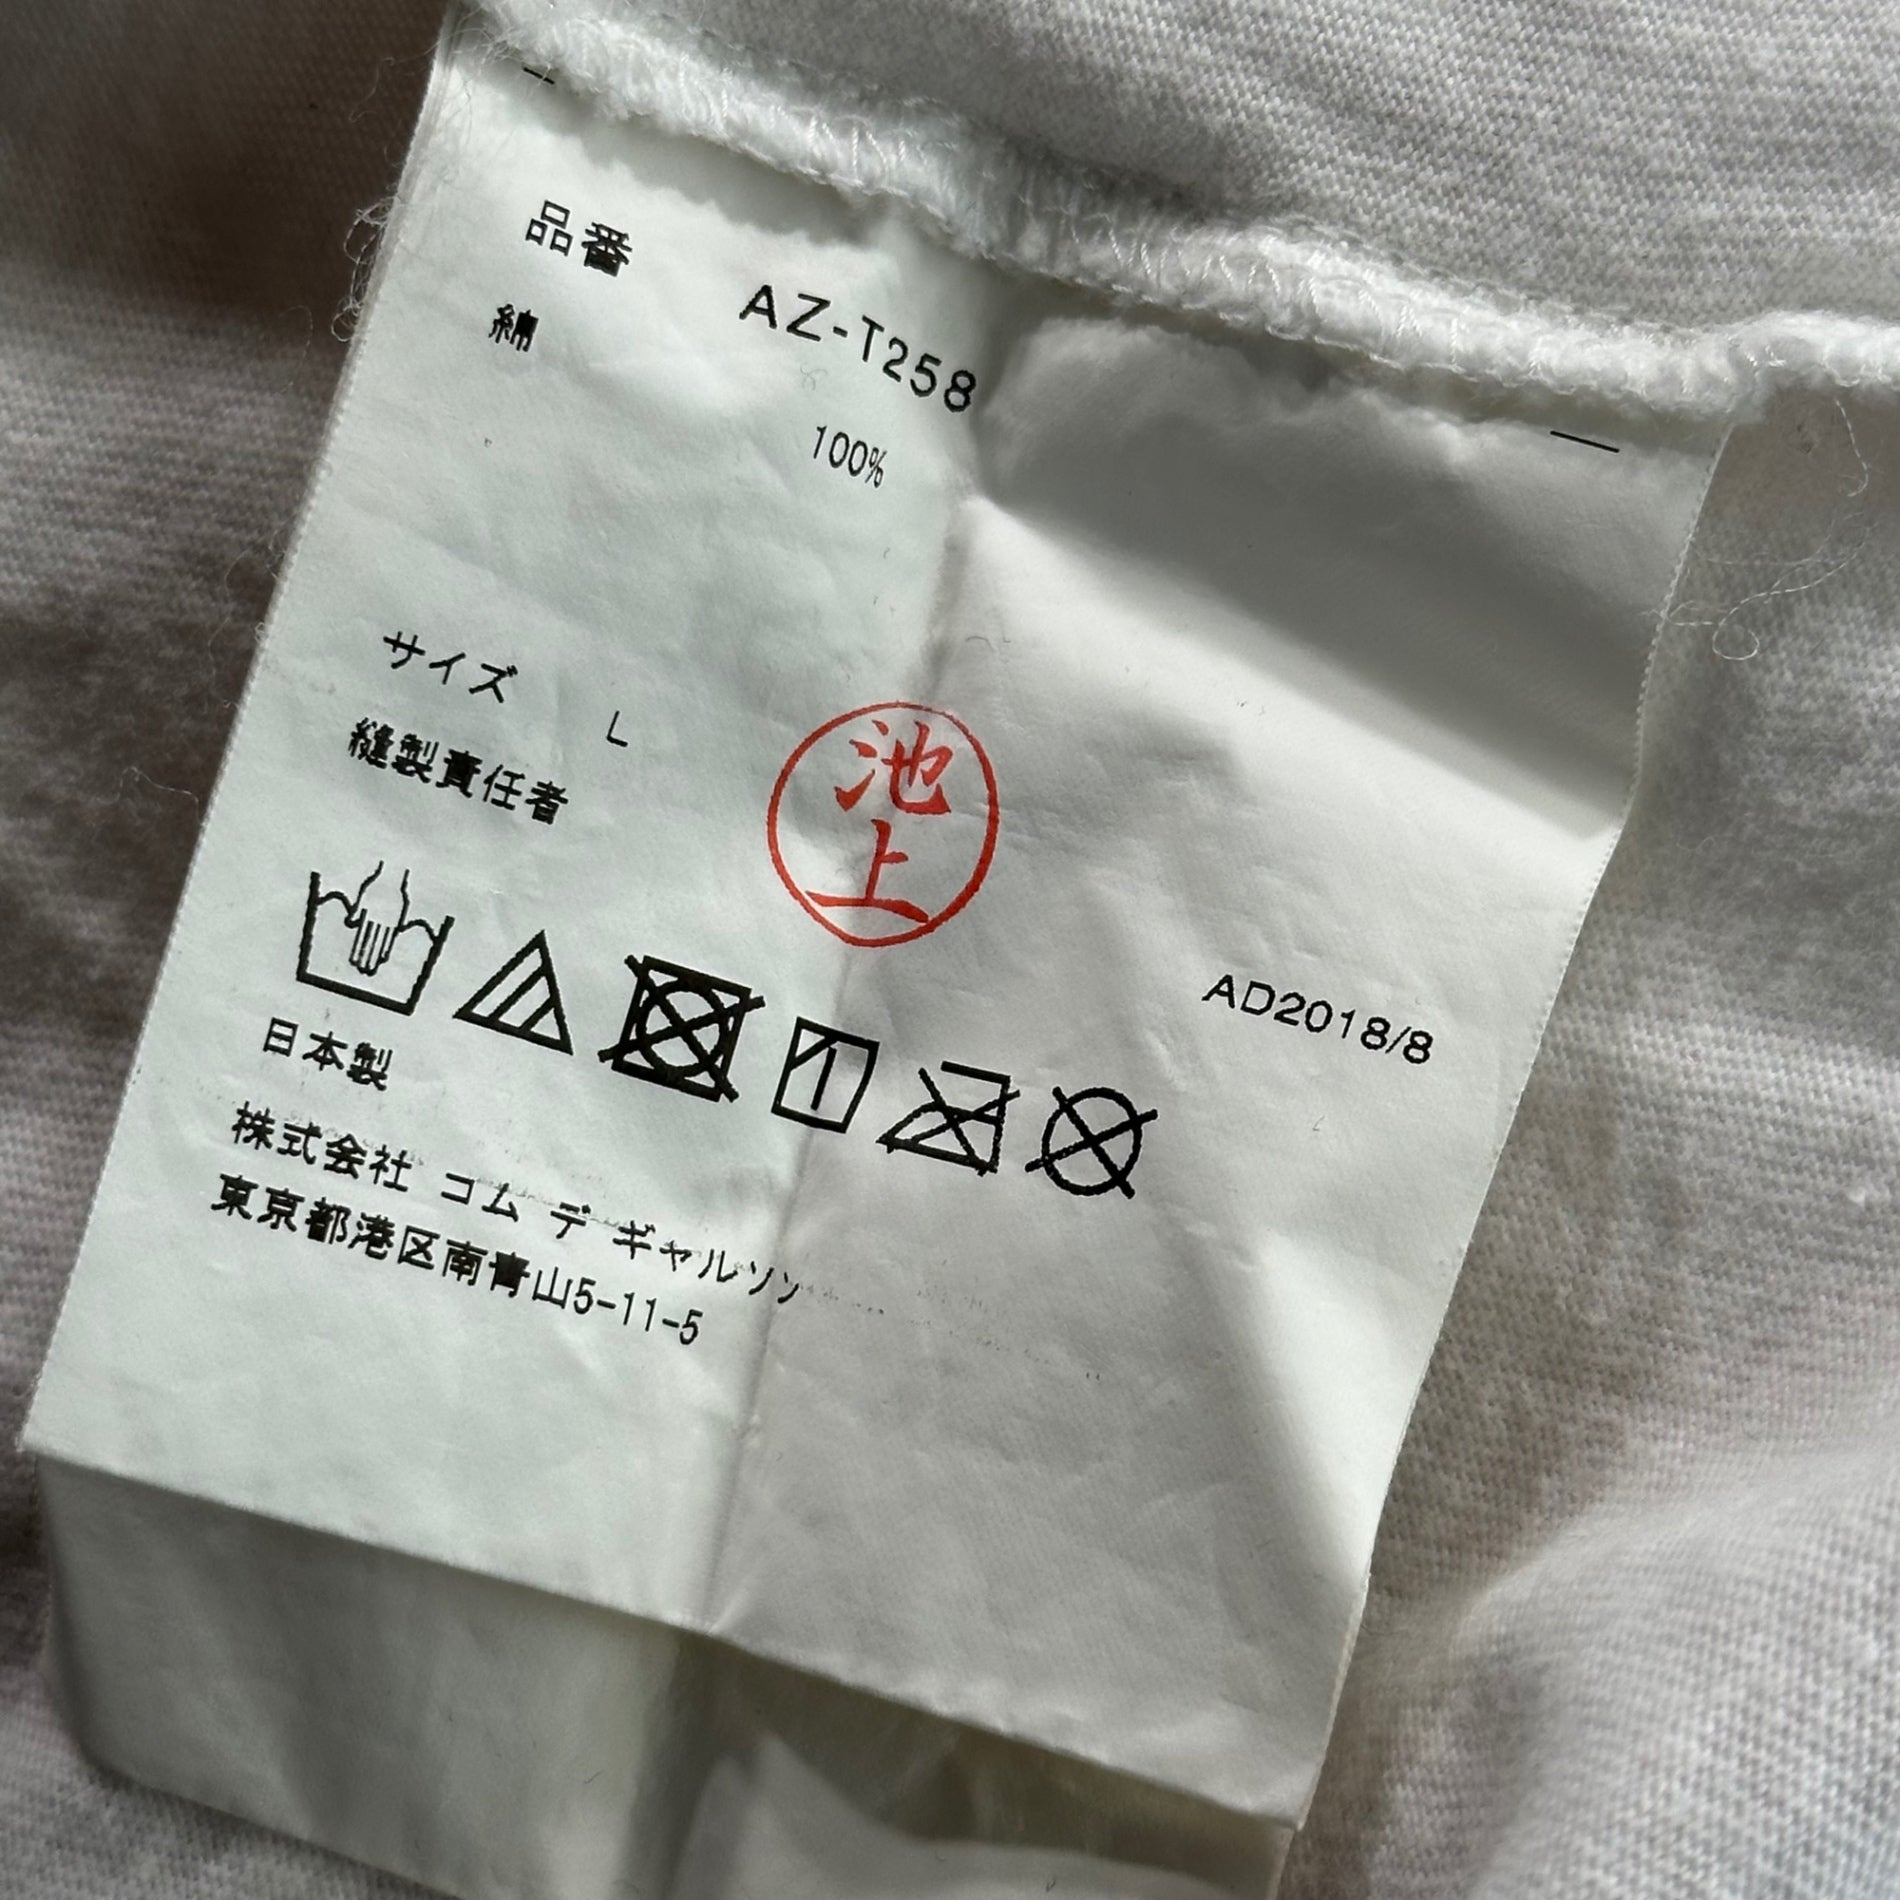 品番 AZ-T258
綿 100%
サイズ L
縫製責任者 池上
AD2018/8
日本製
株式会社 コム デ ギャルソン
東京都港区南青山5-11-5